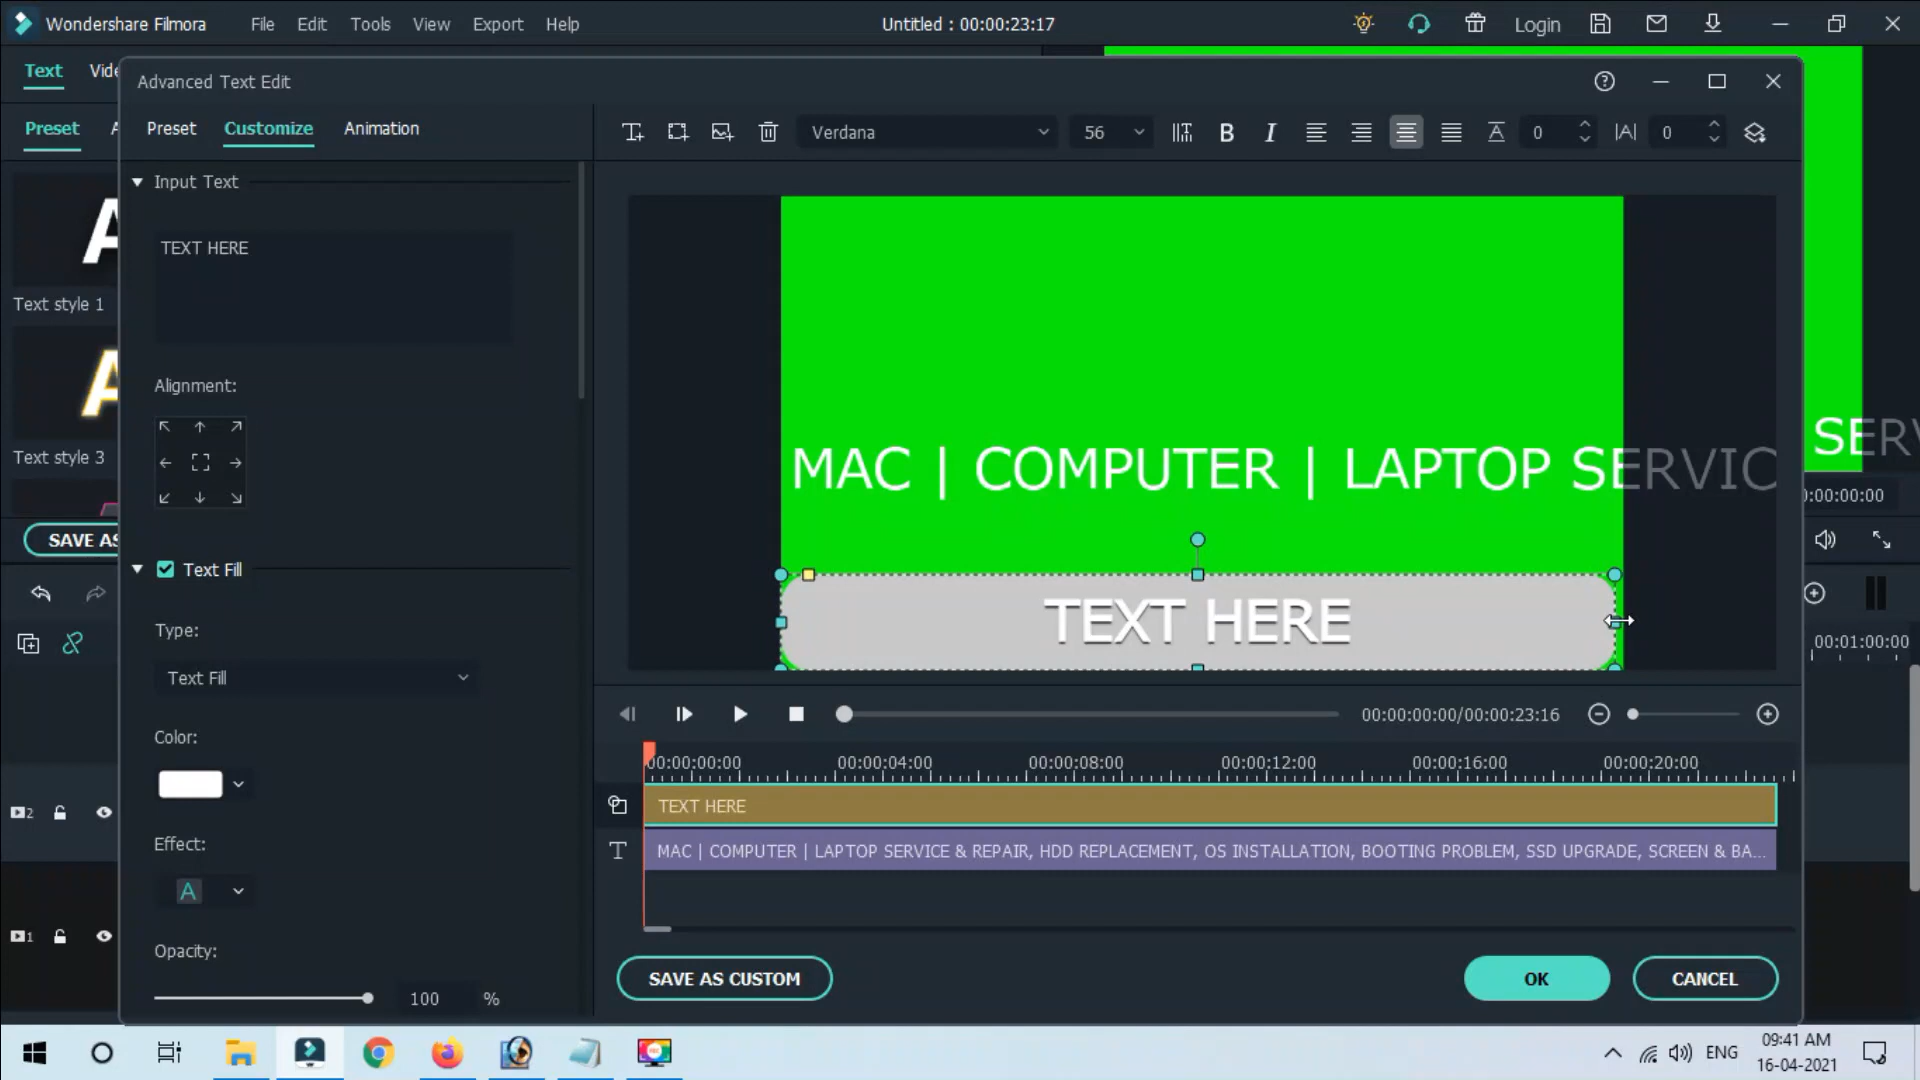 Wondershare Filmora File Edit Tools View Export Help Untitled : 00:00:23:17 Login
Text
Advanced Text Edit
Preset
Preset Customize Animation Verdana 56 B I 0 0
Input Text
TEXT HERE
Text style 1
Alignment:
Text style 3
MAC | COMPUTER | LAPTOP SERVIC
SERV
SAVE AS
Text Fill
TEXT HERE
Type:
Text Fill
00:01:00:00
00:00:00:00/00:00:23:16
Color:
00:00:00:00 00:00:04:00 00:00:08:00 00:00:12:00 00:00:16:00 00:00:20:00
TEXT HERE
2
Effect:
MAC | COMPUTER | LAPTOP SERVICE & REPAIR, HDD REPLACEMENT, OS INSTALLATION, BOOTING PROBLEM, SSD UPGRADE, SCREEN & BA...
A
1
Opacity:
100 %
SAVE AS CUSTOM OK CANCEL
ENG
09:41 AM
16-04-2021